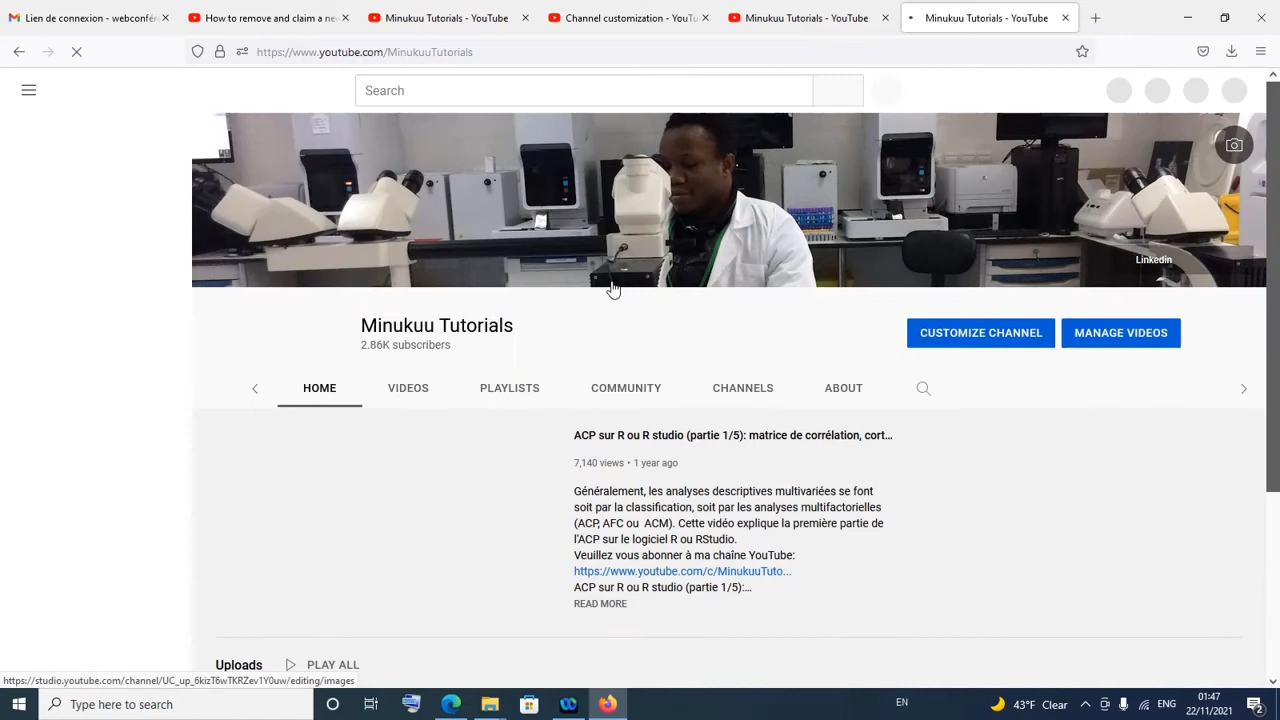 Lien de connexion - webconfér
How to remove and claim a new
Minukuu Tutorials - YouTube
Channel customization - YouTu
Minukuu Tutorials - YouTube
Minukuu Tutorials - YouTube
https://www.youtube.com/MinukuuTutorials
Search
Linkedin
Minukuu Tutorials
2.86K subscribers
CUSTOMIZE CHANNEL
MANAGE VIDEOS
HOME
VIDEOS
PLAYLISTS
COMMUNITY
CHANNELS
ABOUT
ACP sur R ou R studio (partie 1/5): matrice de corrélation, cort...
7,140 views • 1 year ago
Généralement, les analyses descriptives multivariées se font
soit par la classification, soit par les analyses multifactorielles
(ACP, AFC ou ACM). Cette vidéo explique la première partie de
l'ACP sur le logiciel R ou RStudio.
Veuillez vous abonner à ma chaîne YouTube:
https://www.youtube.com/c/MinukuuTuto...
ACP sur R ou R studio (partie 1/5):...
READ MORE
Uploads
PLAY ALL
https://studio.youtube.com/channel/UC_up_6kizT6wTKRZev1Y0uw/editing/images
Type here to search
EN
43°F Clear
01:47
22/11/2021
2